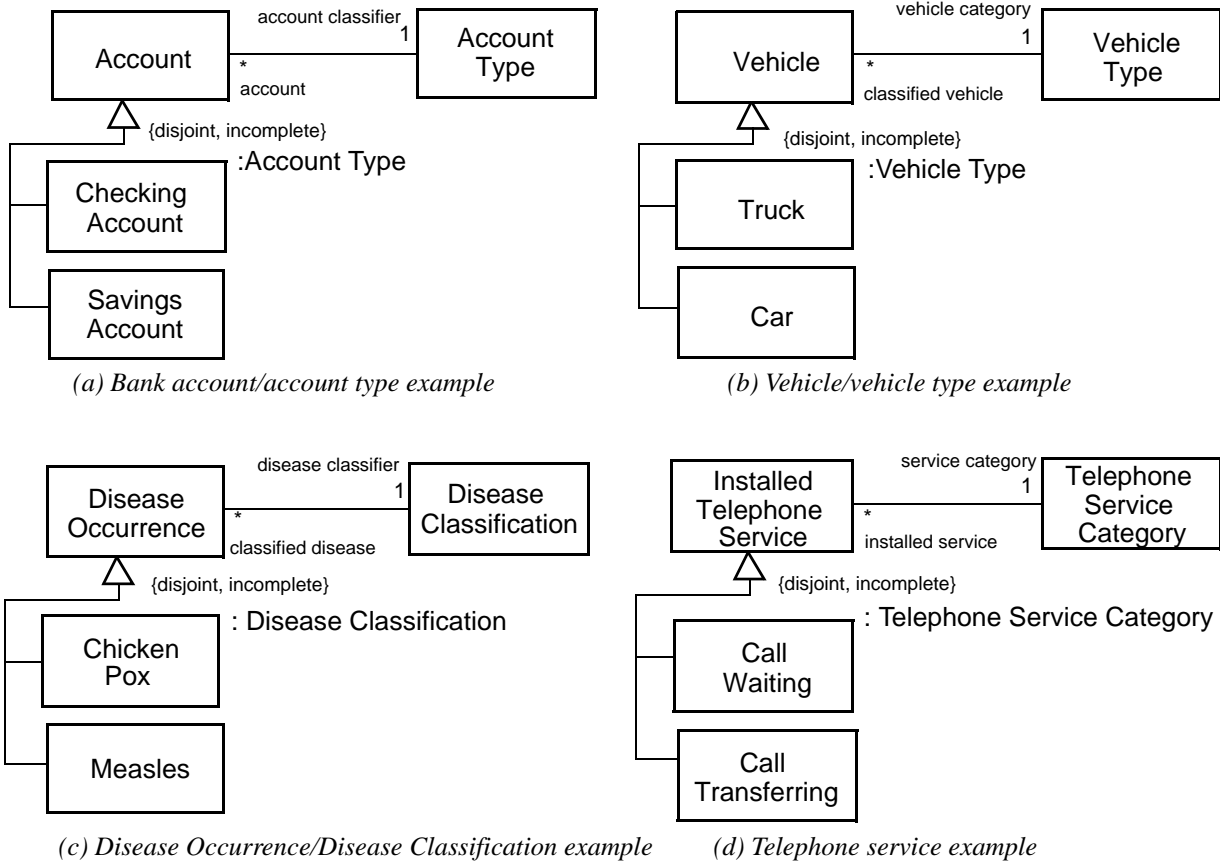 account classifier
1
Account
Account
Type
*
account
{disjoint, incomplete}
:Account Type
Checking
Account
Savings
Account
(a) Bank account/account type example
vehicle category
1
Vehicle
Vehicle
Type
*
classified vehicle
{disjoint, incomplete}
:Vehicle Type
Truck
Car
(b) Vehicle/vehicle type example
disease classifier
1
Disease
Occurrence
Disease
Classification
*
classified disease
{disjoint, incomplete}
: Disease Classification
Chicken
Pox
Measles
(c) Disease Occurrence/Disease Classification example
service category
1
Installed
Telephone
Service
Telephone
Service
Category
*
installed service
{disjoint, incomplete}
: Telephone Service Category
Call
Waiting
Call
Transferring
(d) Telephone service example